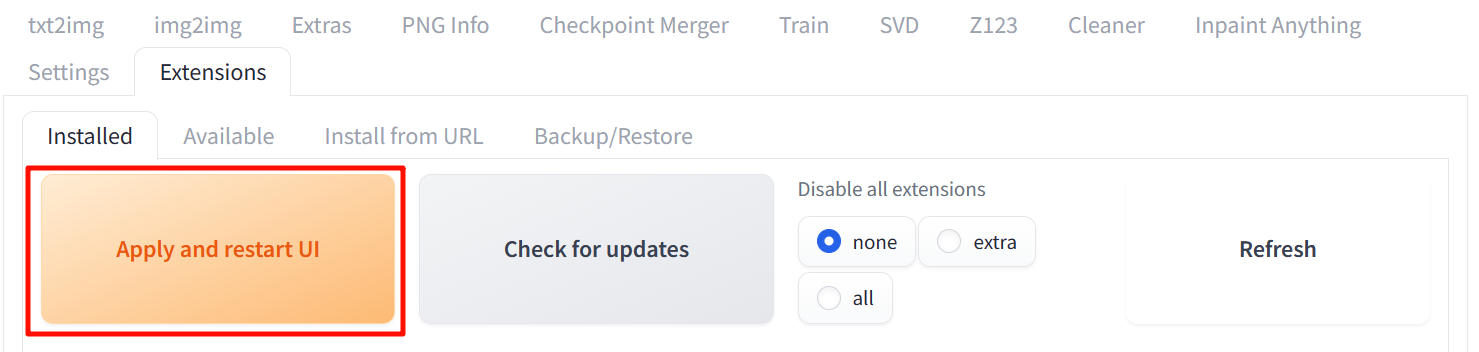 txt2img img2img Extras PNG Info Checkpoint Merger Train SVD Z123 Cleaner Inpaint Anything
Settings Extensions
Installed Available Install from URL Backup/Restore
Disable all extensions
Apply and restart UI Check for updates none extra Refresh
all